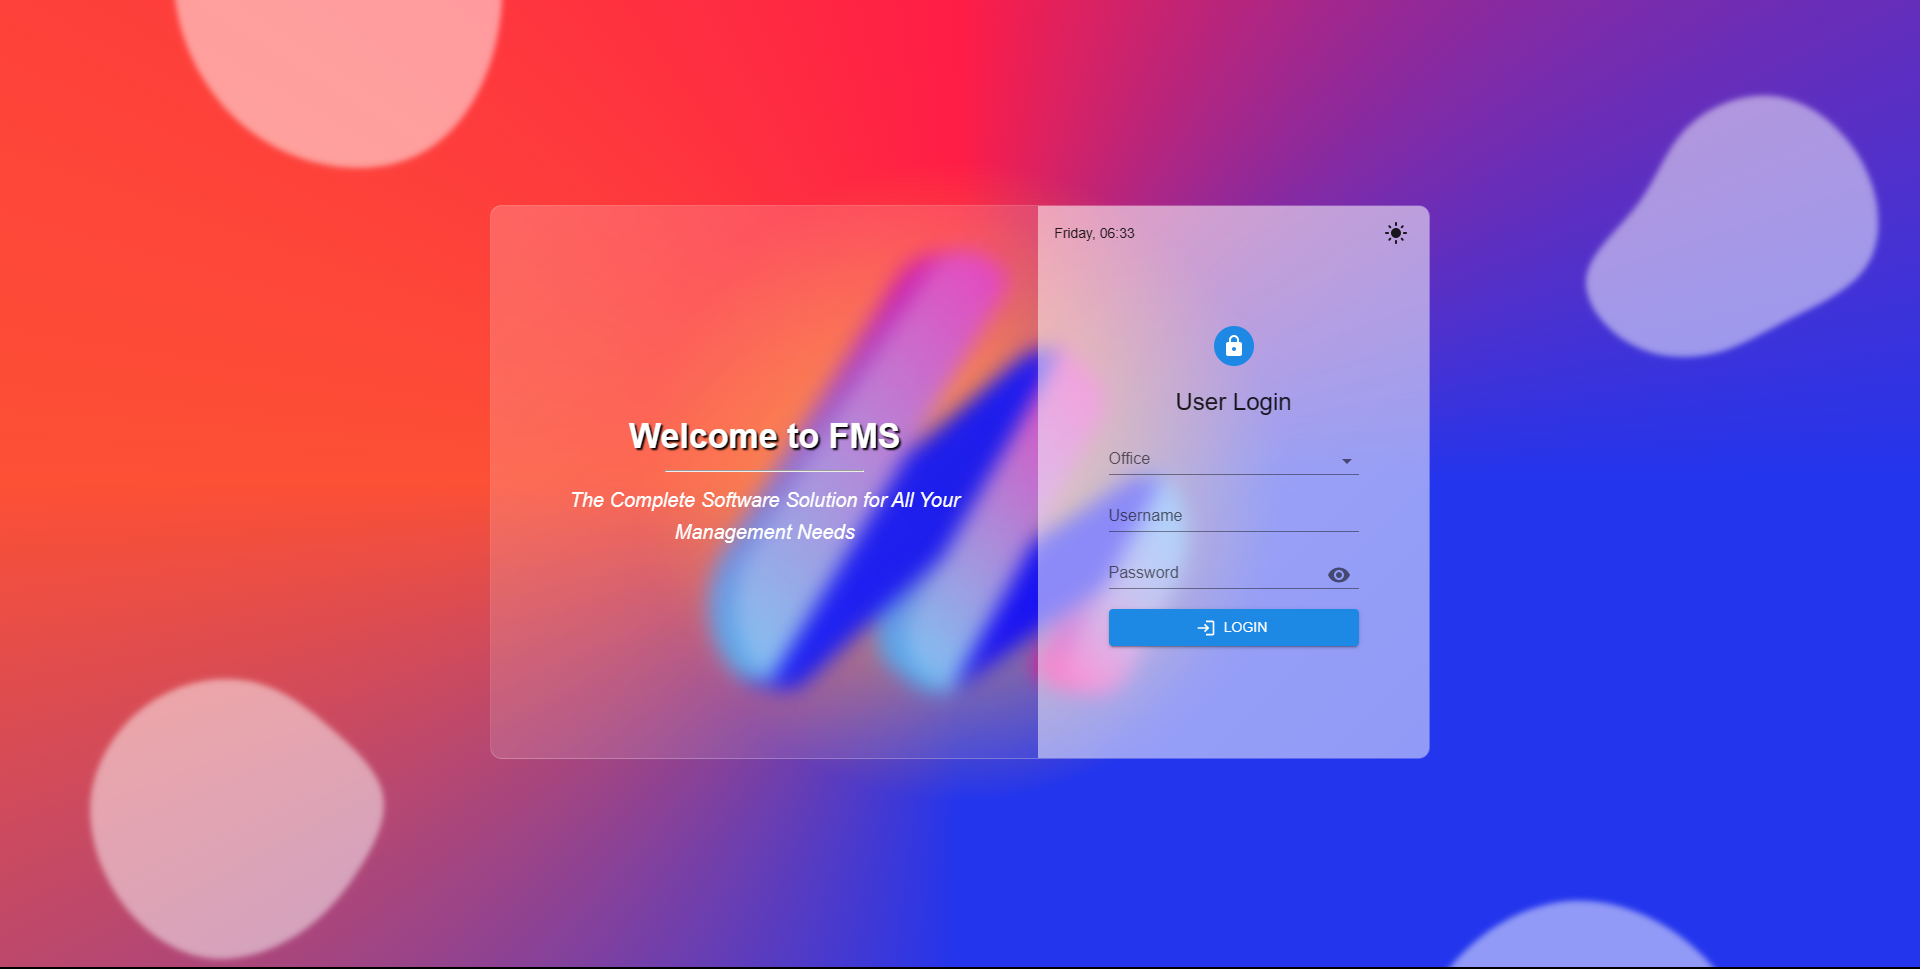 Welcome to FMS
The Complete Software Solution for All Your
Management Needs
Friday, 06:33
User Login
Office
Username
Password
LOGIN